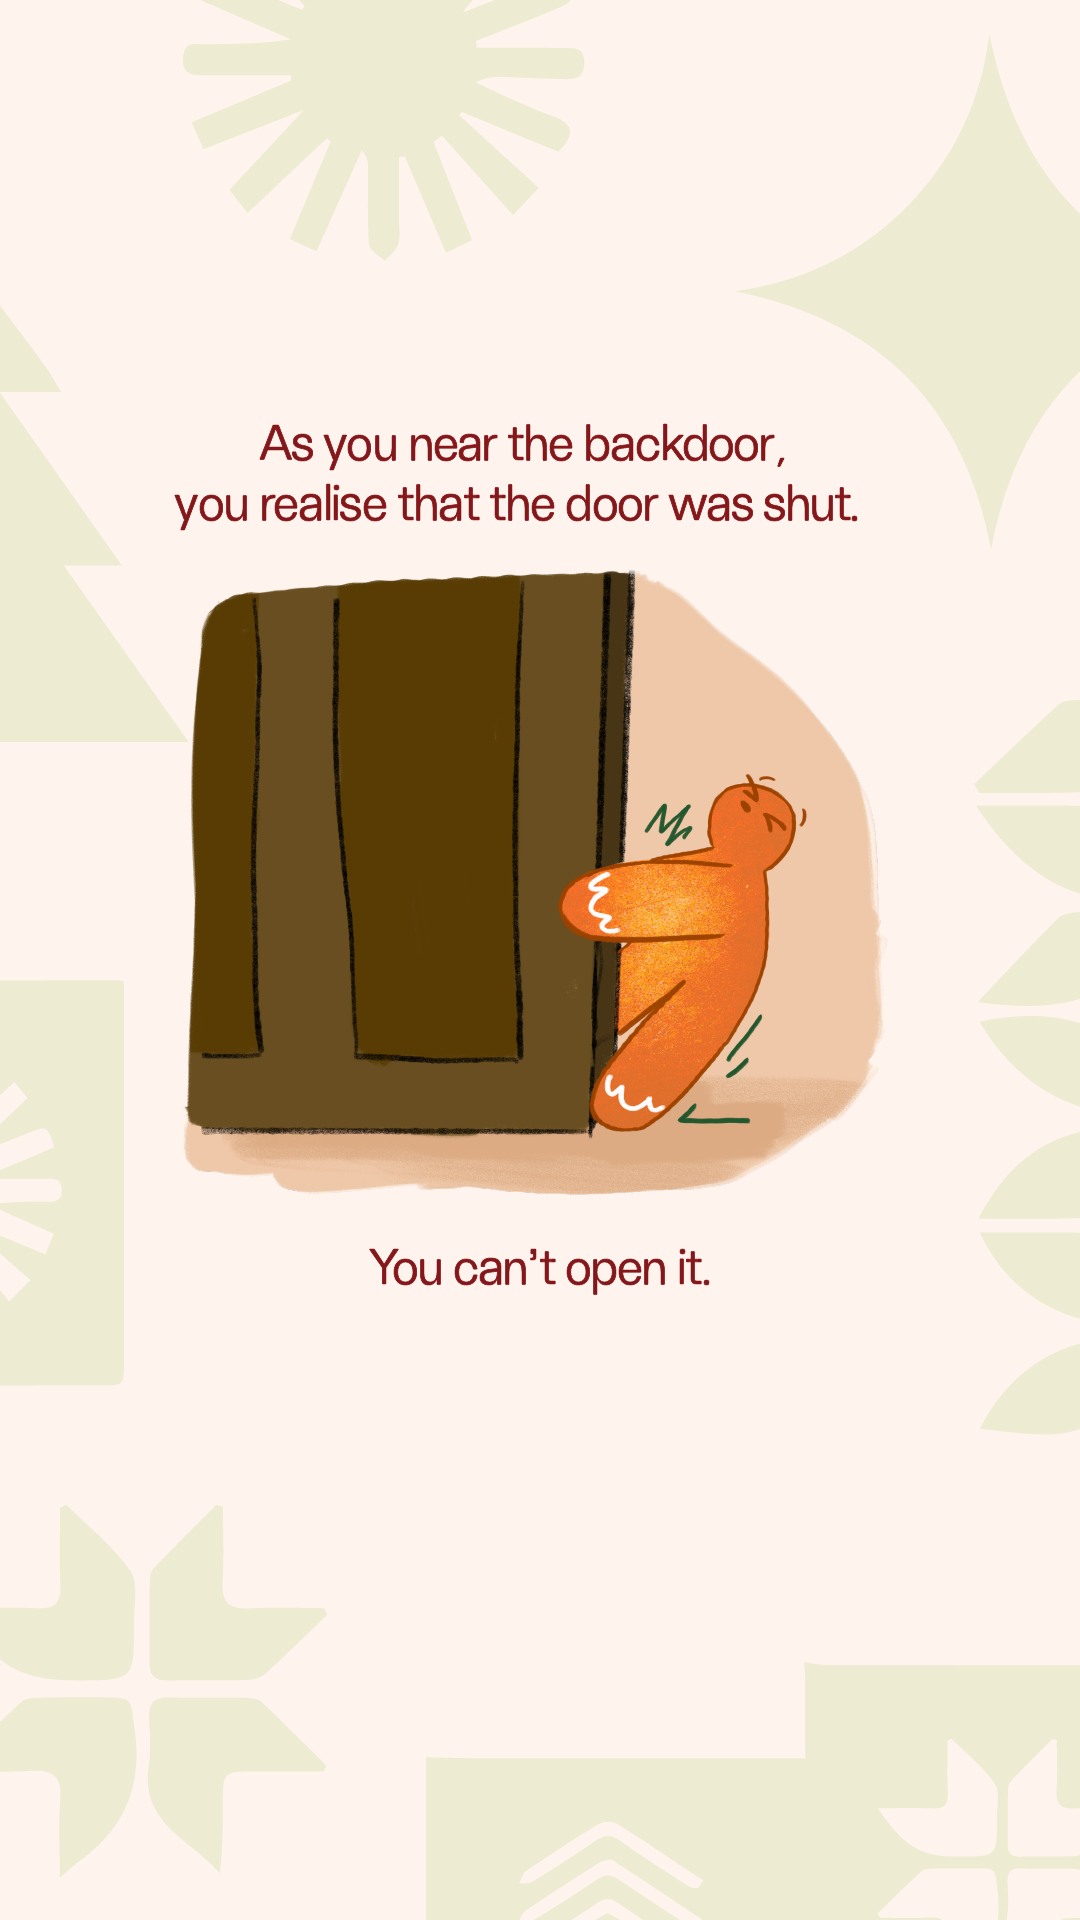 As you near the backdoor,
you realise that the door was shut.
You can’t open it.